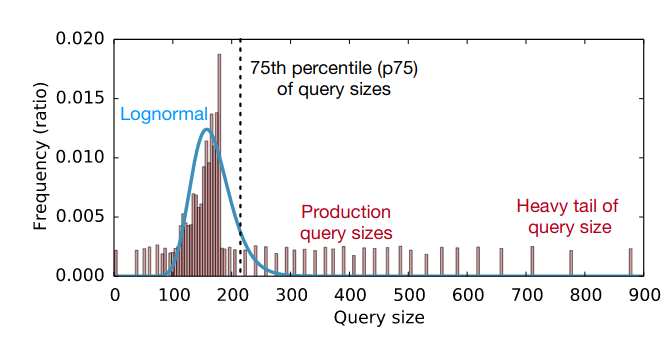 0.020
0.015
0.010
0.005
0.000
Frequency (ratio)
75th percentile (p75)
of query sizes
Lognormal
Production
query sizes
Heavy tail of
query size
0 100 200 300 400 500 600 700 800 900
Query size